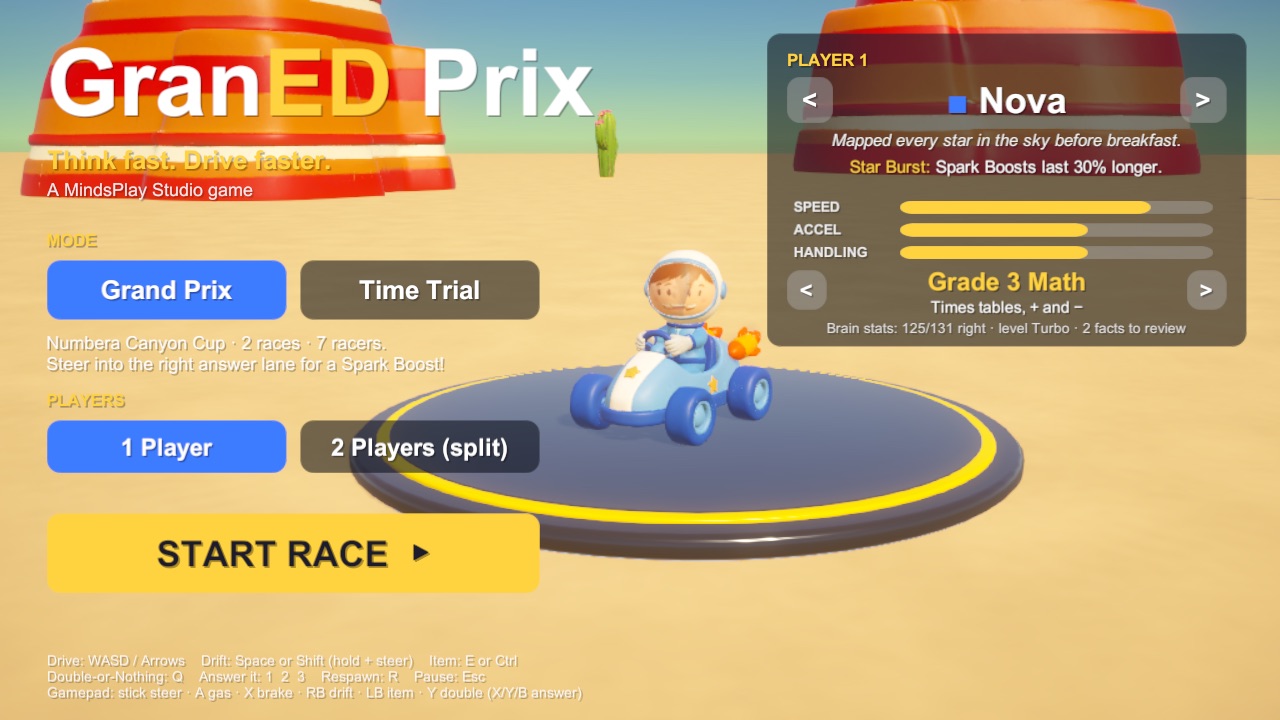 GranED Prix
Think fast. Drive faster.
A MindsPlay Studio game
MODE
Grand Prix
Time Trial
Numbera Canyon Cup · 2 races · 7 racers.
Steer into the right answer lane for a Spark Boost!
PLAYERS
1 Player
2 Players (split)
START RACE ►
Drive: WASD / Arrows Drift: Space or Shift (hold + steer) Item: E or Ctrl
Double-or-Nothing: Q Answer it: 1 2 3 Respawn: R Pause: Esc
Gamepad: stick steer · A gas · X brake · RB drift · LB item · Y double (X/Y/B answer)
PLAYER 1
< Nova >
Mapped every star in the sky before breakfast.
Star Burst: Spark Boosts last 30% longer.
SPEED
ACCEL
HANDLING
< Grade 3 Math >
Times tables, + and −
Brain stats: 125/131 right · level Turbo · 2 facts to review